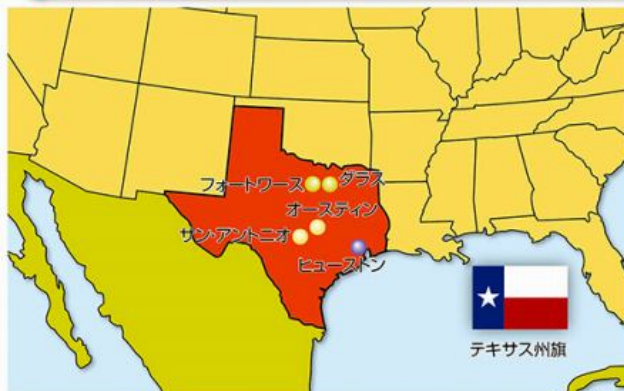 フォートワース
ダラス
オースティン
サン・アントニオ
ヒューストン
テキサス州旗